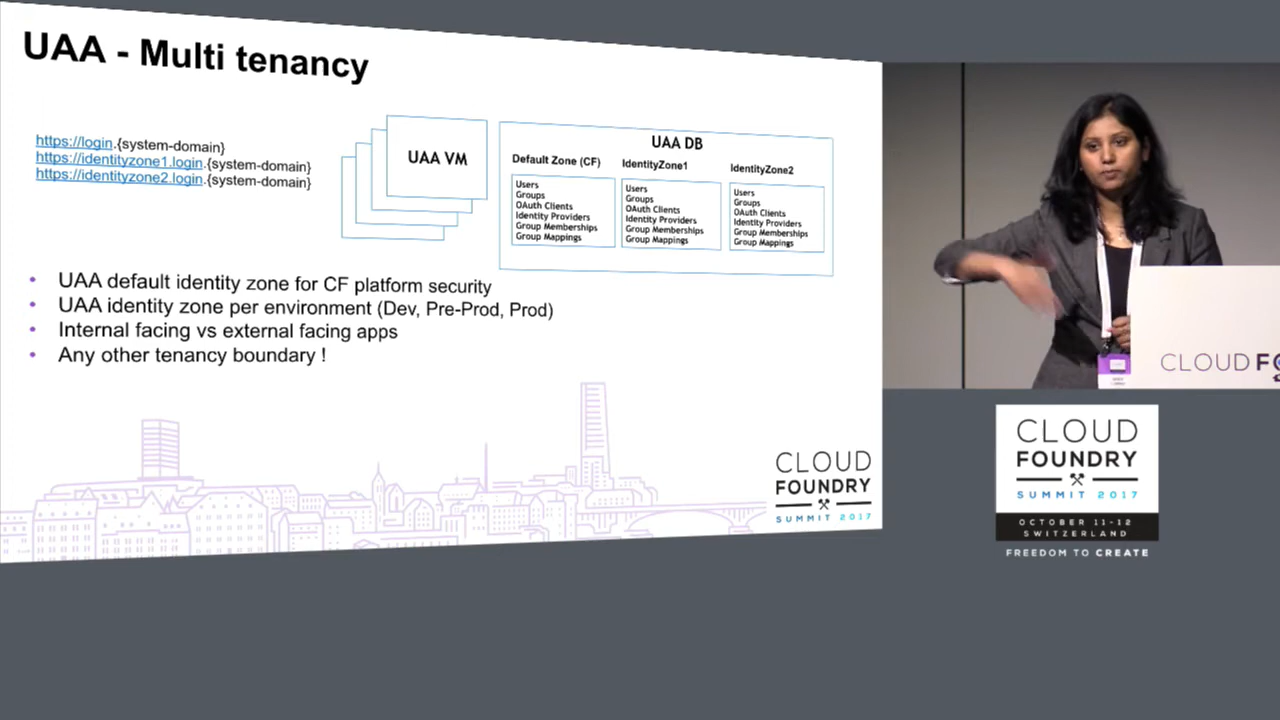 UAA - Multi tenancy
https://login.{system-domain}
https://identityzone1.login.{system-domain}
https://identityzone2.login.{system-domain}
UAA VM
UAA DB
Default Zone (CF)
Users
Groups
OAuth Clients
Identity Providers
Group Memberships
Group Mappings
IdentityZone1
Users
Groups
OAuth Clients
Identity Providers
Group Memberships
Group Mappings
IdentityZone2
Users
Groups
OAuth Clients
Identity Providers
Group Memberships
Group Mappings
• UAA default identity zone for CF platform security
• UAA identity zone per environment (Dev, Pre-Prod, Prod)
• Internal facing vs external facing apps
• Any other tenancy boundary !
CLOUD
FOUNDRY
SUMMIT 2017
CLOUD FO
CLOUD
FOUNDRY
SUMMIT 2017
OCTOBER 11-12
SWITZERLAND
FREEDOM TO CREATE